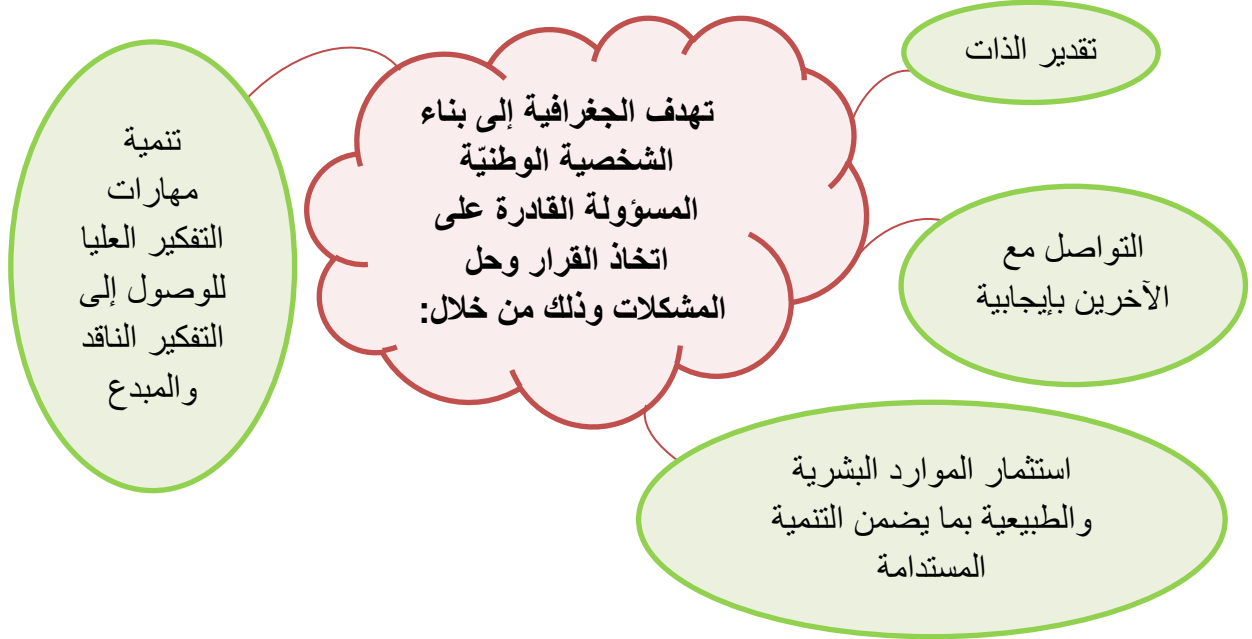 تهدف الجغرافية إلى بناء
الشخصية الوطنيّة
المسؤولة القادرة على
اتخاذ القرار وحل
المشكلات وذلك من خلال:
تقدير الذات
التواصل مع
الآخرين بإيجابية
استثمار الموارد البشرية
والطبيعية بما يضمن التنمية
المستدامة
تنمية
مهارات
التفكير العليا
للوصول إلى
التفكير الناقد
والمبدع